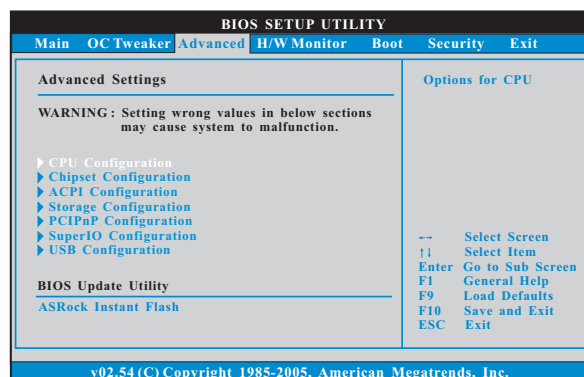 BIOS SETUP UTILITY
Main OC Tweaker Advanced H/W Monitor Boot Security Exit
Advanced Settings
WARNING : Setting wrong values in below sections
may cause system to malfunction.
CPU Configuration
Chipset Configuration
ACPI Configuration
Storage Configuration
PCIPnP Configuration
SuperIO Configuration
USB Configuration
BIOS Update Utility
ASRock Instant Flash
Options for CPU
←→ Select Screen
↑↓ Select Item
Enter Go to Sub Screen
F1 General Help
F9 Load Defaults
F10 Save and Exit
ESC Exit
v02.54 (C) Copyright 1985-2005, American Megatrends, Inc.